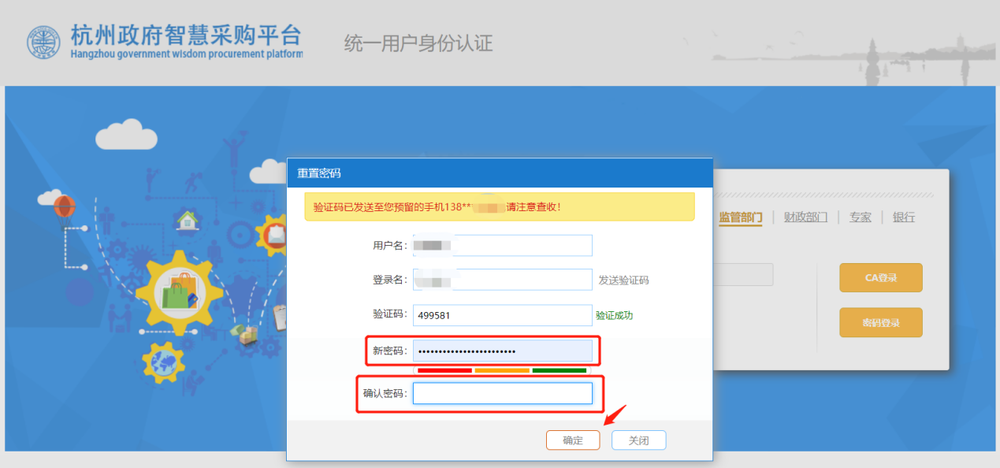 杭州政府智慧采购平台
Hangzhou government wisdom procurement platform
统一用户身份认证
重置密码
验证码已发送至您预留的手机138**请注意查收！
用户名：
登录名：
发送验证码
验证码：
499581
验证成功
新密码：
••••••••••••••••••••••••
确认密码：
确定
关闭
监管部门
财政部门
专家
银行
CA登录
密码登录